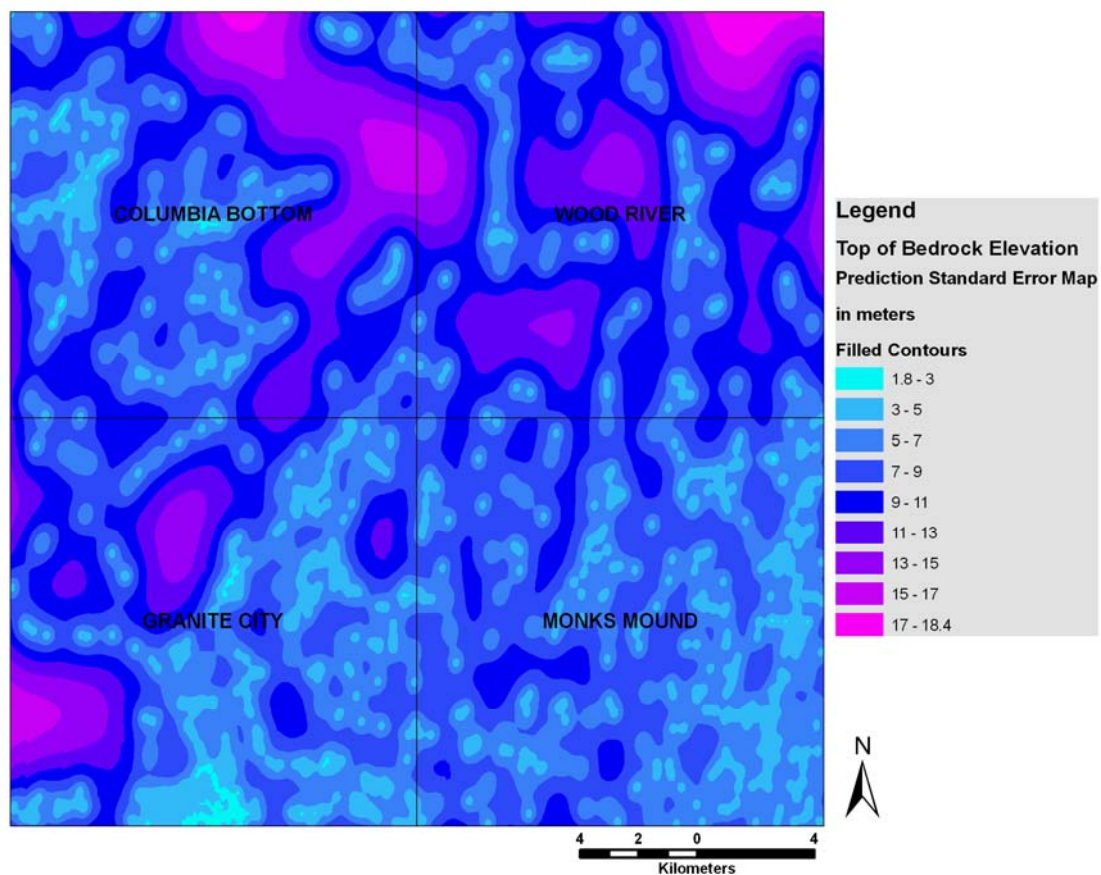 COLUMBIA BOTTOM
WOOD RIVER
GRANITE CITY
MONKS MOUND
Legend
Top of Bedrock Elevation
Prediction Standard Error Map
in meters
Filled Contours
1.8 - 3
3 - 5
5 - 7
7 - 9
9 - 11
11 - 13
13 - 15
15 - 17
17 - 18.4
N
4 2 0 4
Kilometers